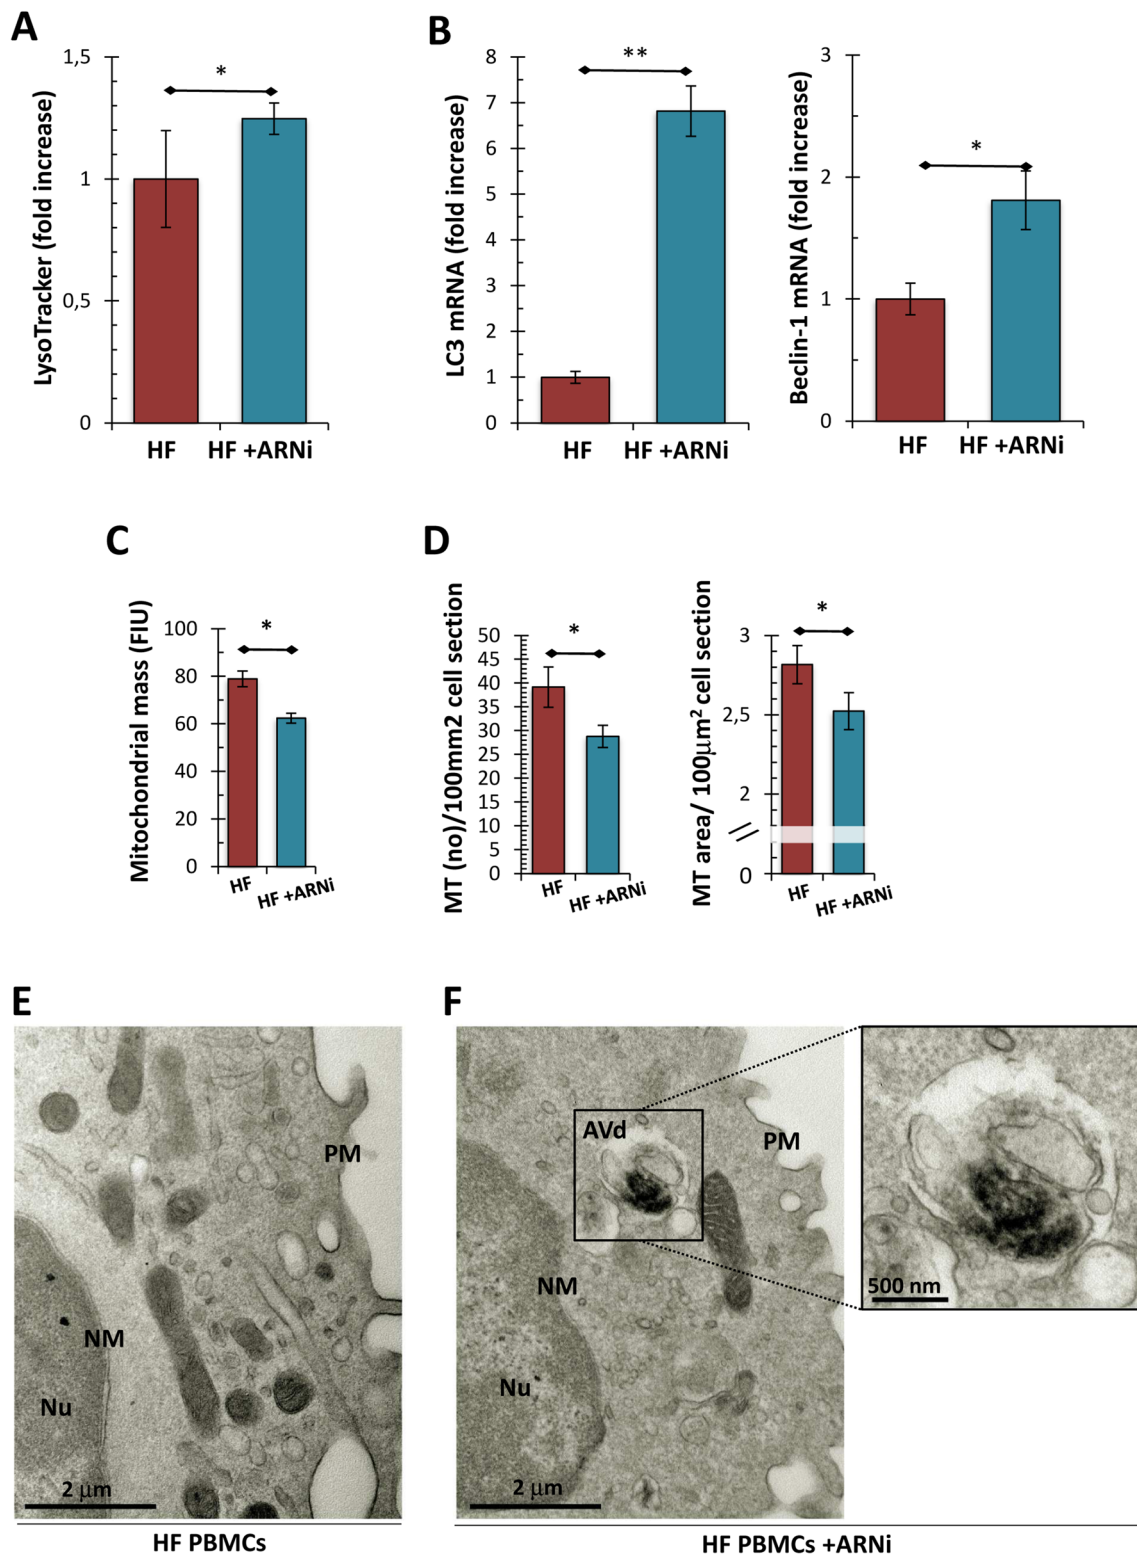 A
LysoTracker (fold increase)
1,5
1
0,5
0
*
HF
HF +ARNi
B
LC3 mRNA (fold increase)
8
7
6
5
4
3
2
1
0
**
HF
HF +ARNi
Beclin-1 mRNA (fold increase)
3
2
1
0
*
HF
HF +ARNi
C
Mitochondrial mass (FIU)
100
80
60
40
20
0
*
HF
HF +ARNi
D
MT (no)/100mm2 cell section
50
45
40
35
30
25
20
15
10
5
0
*
HF
HF +ARNi
MT area/ 100μm² cell section
3
2,5
2
0
*
HF
HF +ARNi
E
PM
NM
Nu
2 μm
HF PBMCs
F
AVd
PM
NM
Nu
2 μm
500 nm
HF PBMCs +ARNi